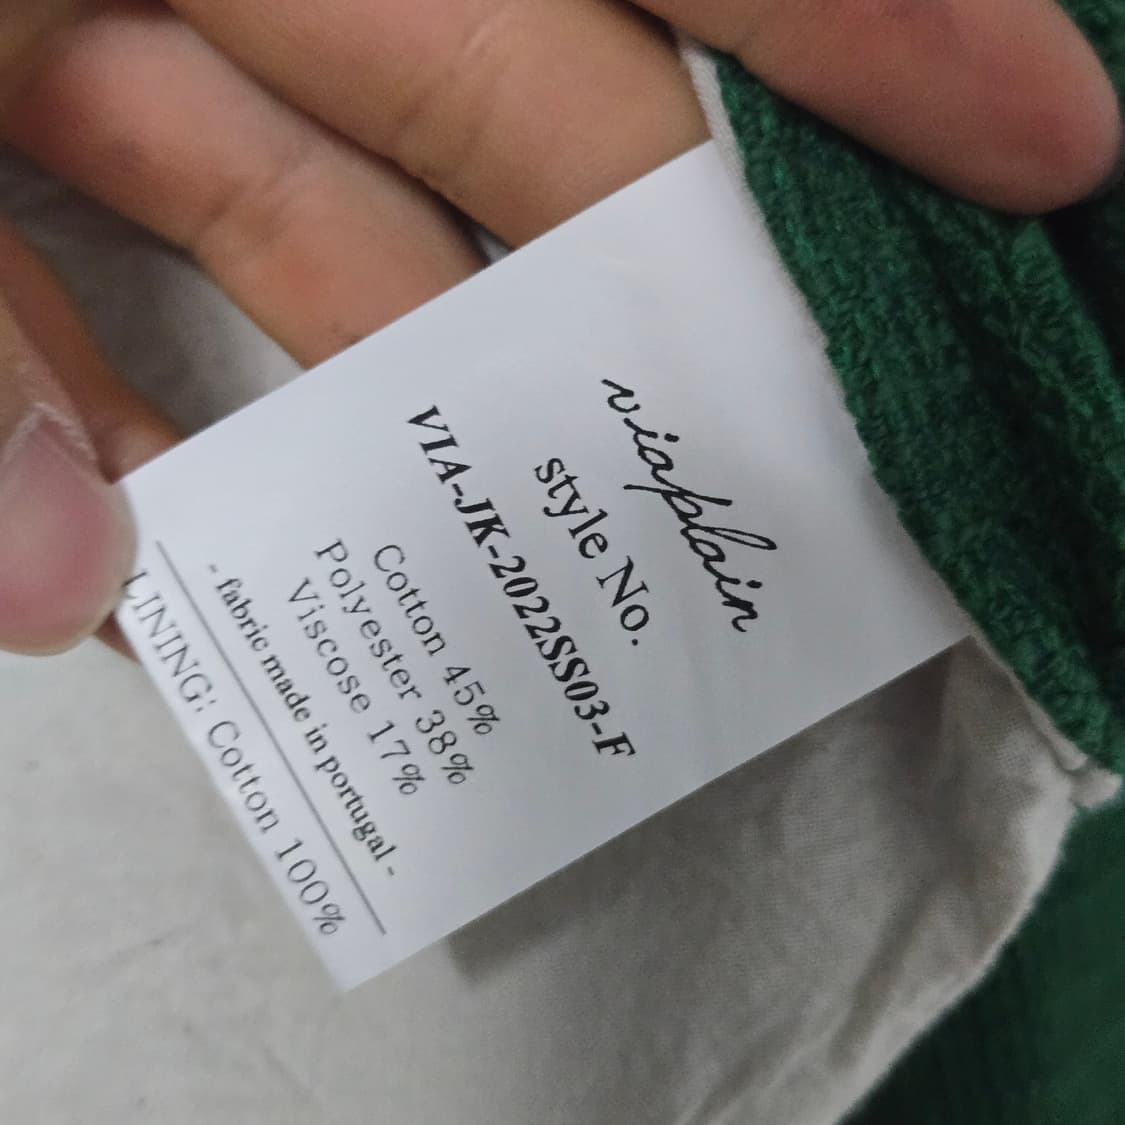 viaplain
style No.
VIA-JK-2022SS03-F
Cotton 45%
Polyester 38%
Viscose 17%
- fabric made in portugal -
LINING: Cotton 100%